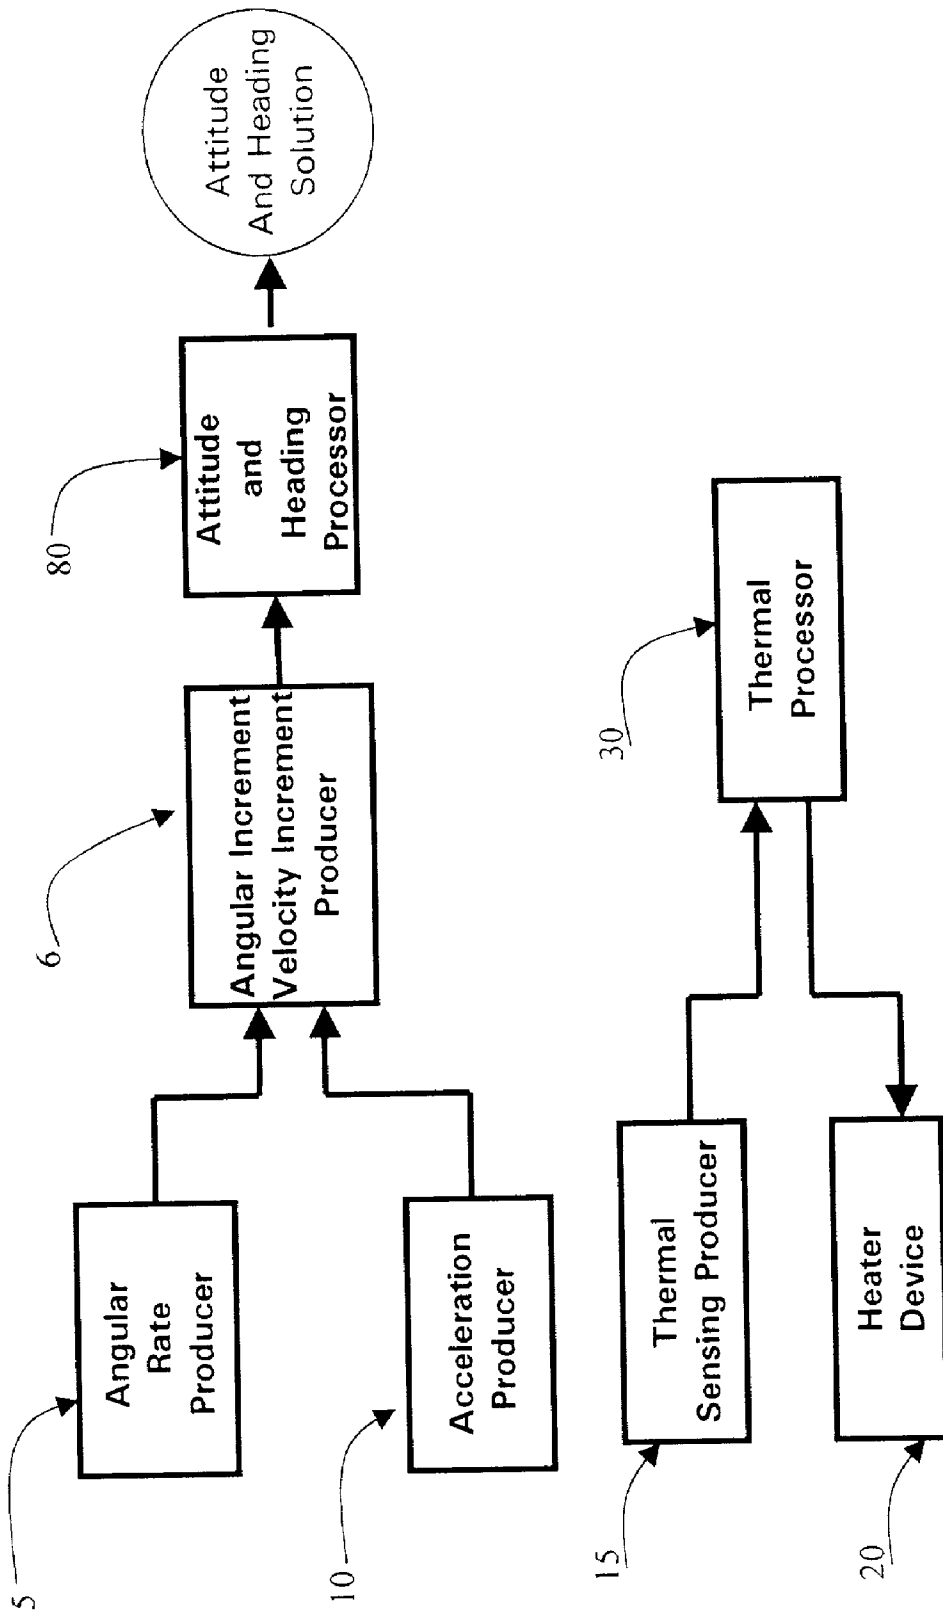 5
Angular
Rate
Producer
10
Acceleration
Producer
6
Angular Increment
Velocity Increment
Producer
80
Attitude
and
Heading
Processor
Attitude
And Heading
Solution
15
Thermal
Sensing Producer
20
Heater
Device
30
Thermal
Processor